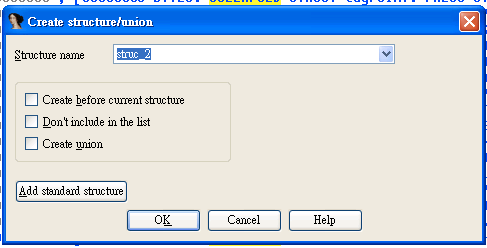 Create structure/union
Structure name struc_2
Create before current structure
Don't include in the list
Create union
Add standard structure
OK Cancel Help